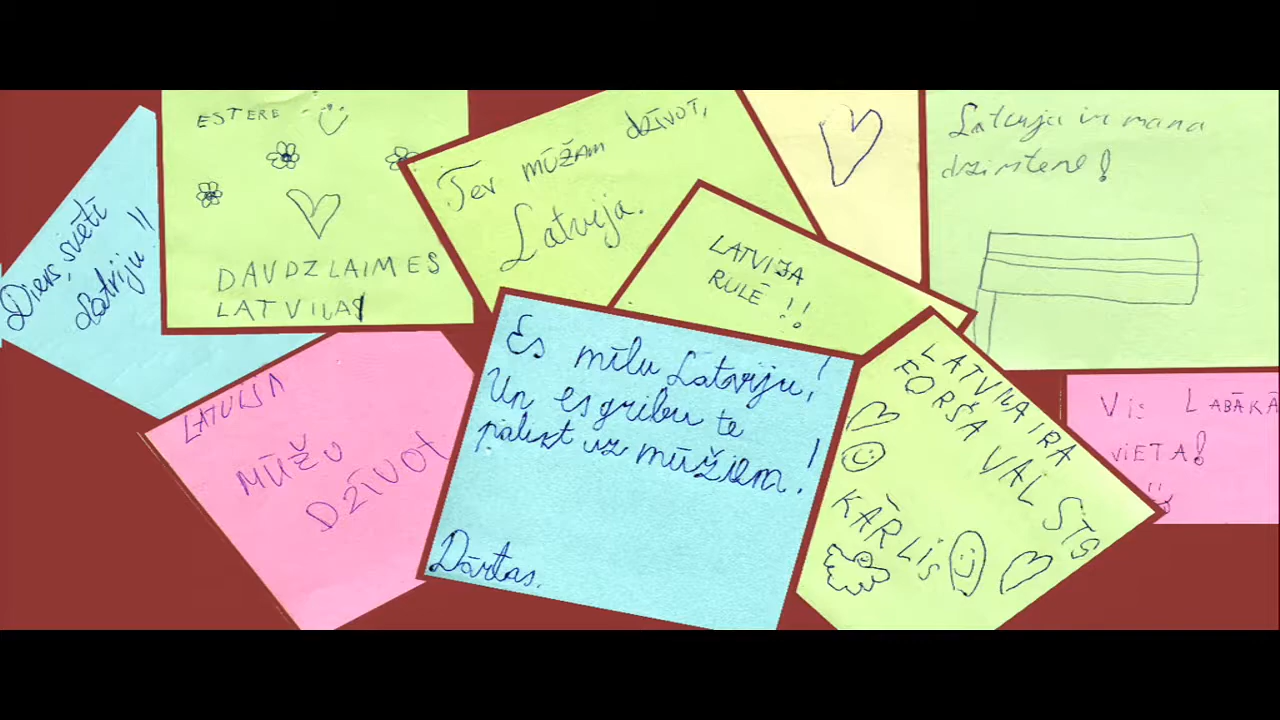 Dievs, svētī
Latviju!!
ESTERE
DAUDZ LAIMES
LATVIJAS
Tev mūžam dzīvot,
Latvija.
LATVIJA
RULĒ !!
Latvija ir mana
dzimtene!
LATVIJA
MŪŽU
DZĪVOT
Es mīlu Latviju!
Un es gribu te
palikt uz mūžiem!
Dārtas.
LATVIJA IRA
FORŠA VALSTS
KĀRLIS
Vis LABĀKĀ
VIETA!